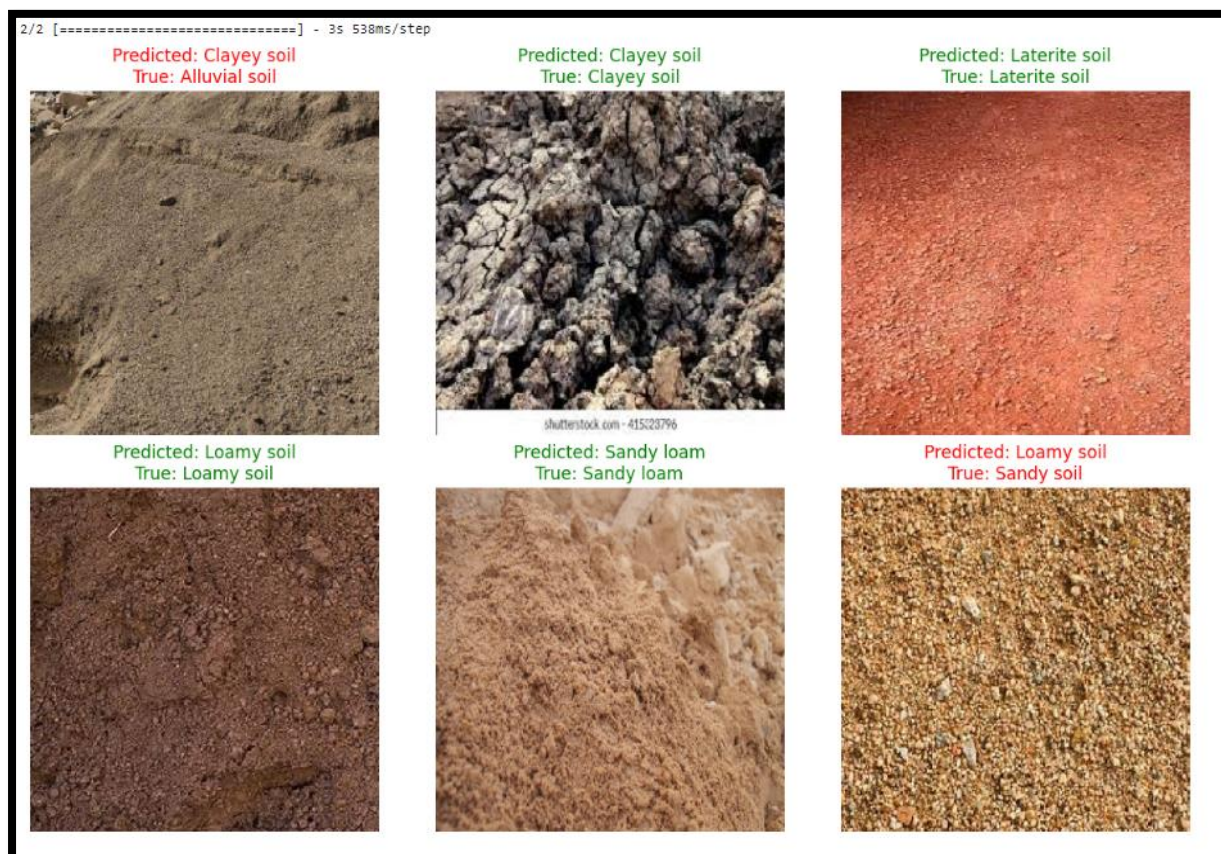 2/2 [==============================] - 3s 538ms/step
Predicted: Clayey soil
True: Alluvial soil
Predicted: Clayey soil
True: Clayey soil
Predicted: Laterite soil
True: Laterite soil
shutterstock.com · 415823796
Predicted: Loamy soil
True: Loamy soil
Predicted: Sandy loam
True: Sandy loam
Predicted: Loamy soil
True: Sandy soil